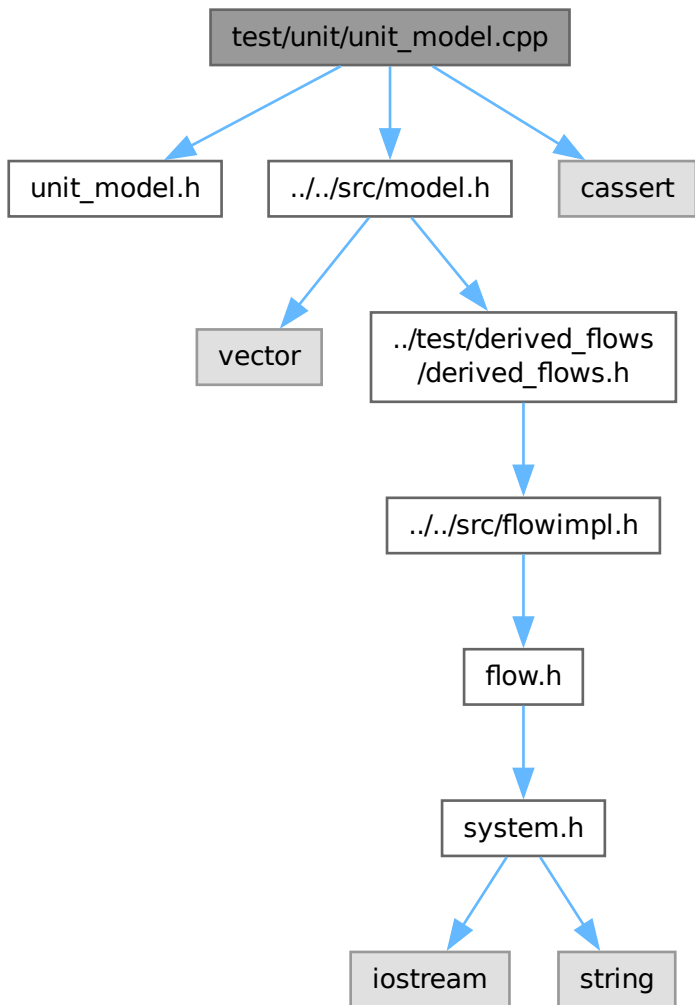 test/unit/unit_model.cpp
unit_model.h
../../src/model.h
cassert
vector
../test/derived_flows
/derived_flows.h
../../src/flowimpl.h
flow.h
system.h
iostream
string